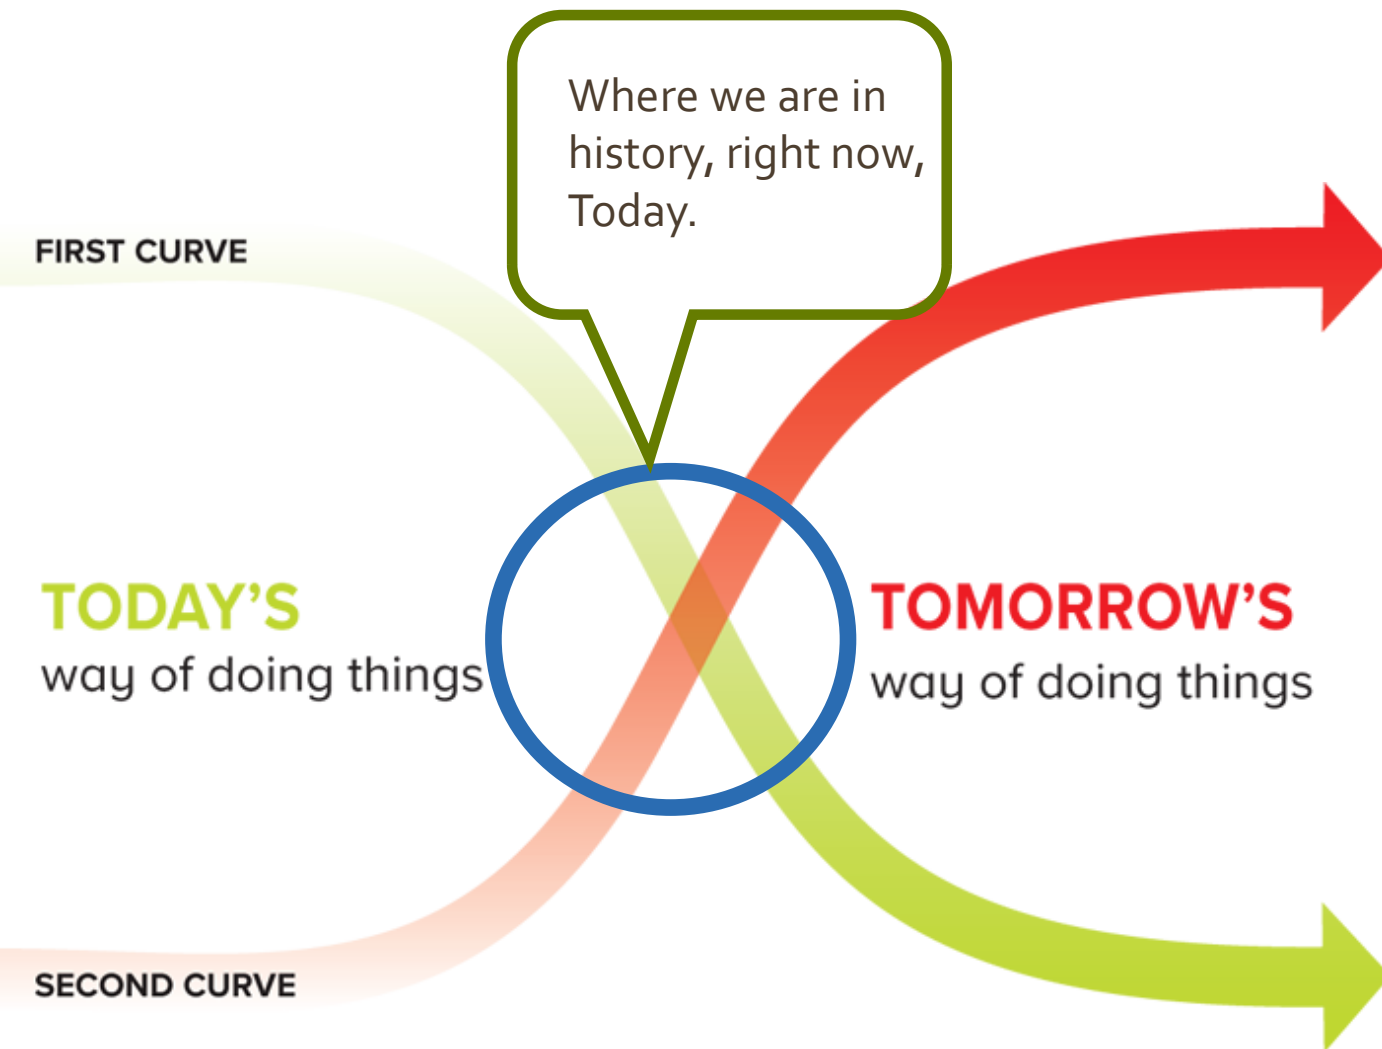 Where we are in
history, right now,
Today.
FIRST CURVE
TODAY'S
way of doing things
TOMORROW'S
way of doing things
SECOND CURVE